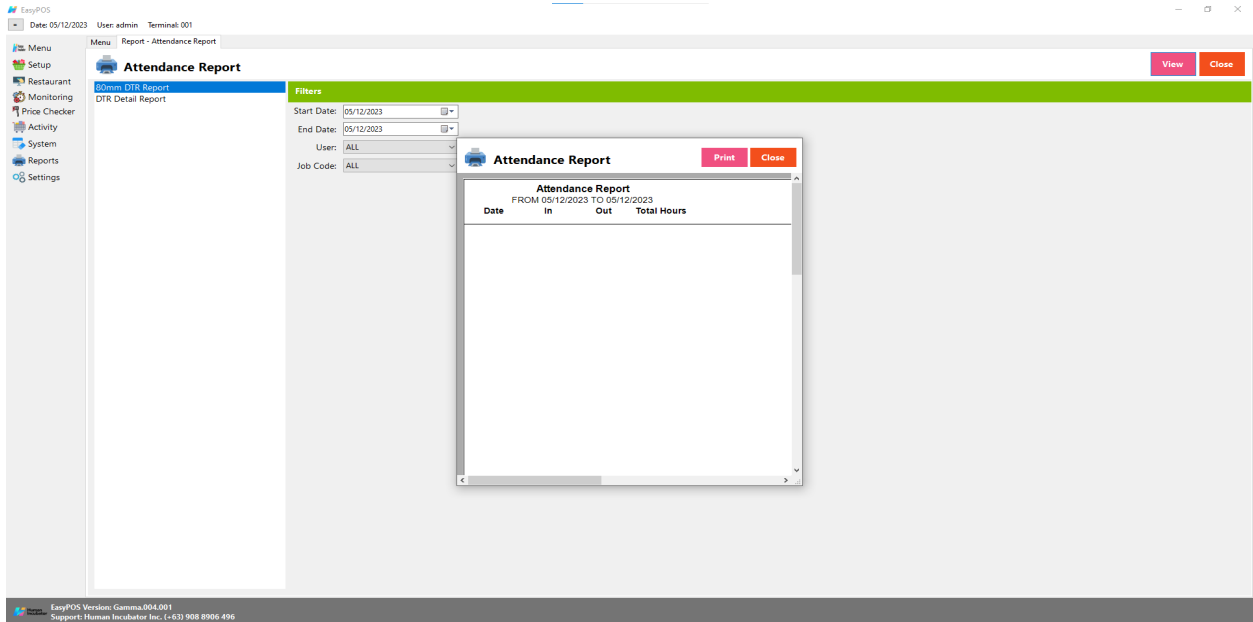 EasyPOS
Date: 05/12/2023 User: admin Terminal: 001
Menu
Setup
Restaurant
Monitoring
Price Checker
Activity
System
Reports
Settings
Menu Report - Attendance Report
Attendance Report
View Close
80mm DTR Report
DTR Detail Report
Filters
Start Date: 05/12/2023
End Date: 05/12/2023
User: ALL
Job Code: ALL
Attendance Report
Print Close
Attendance Report
FROM 05/12/2023 TO 05/12/2023
Date In Out Total Hours
Human
Incubator
EasyPOS Version: Gamma.004.001
Support: Human Incubator Inc. (+63) 908 8906 496